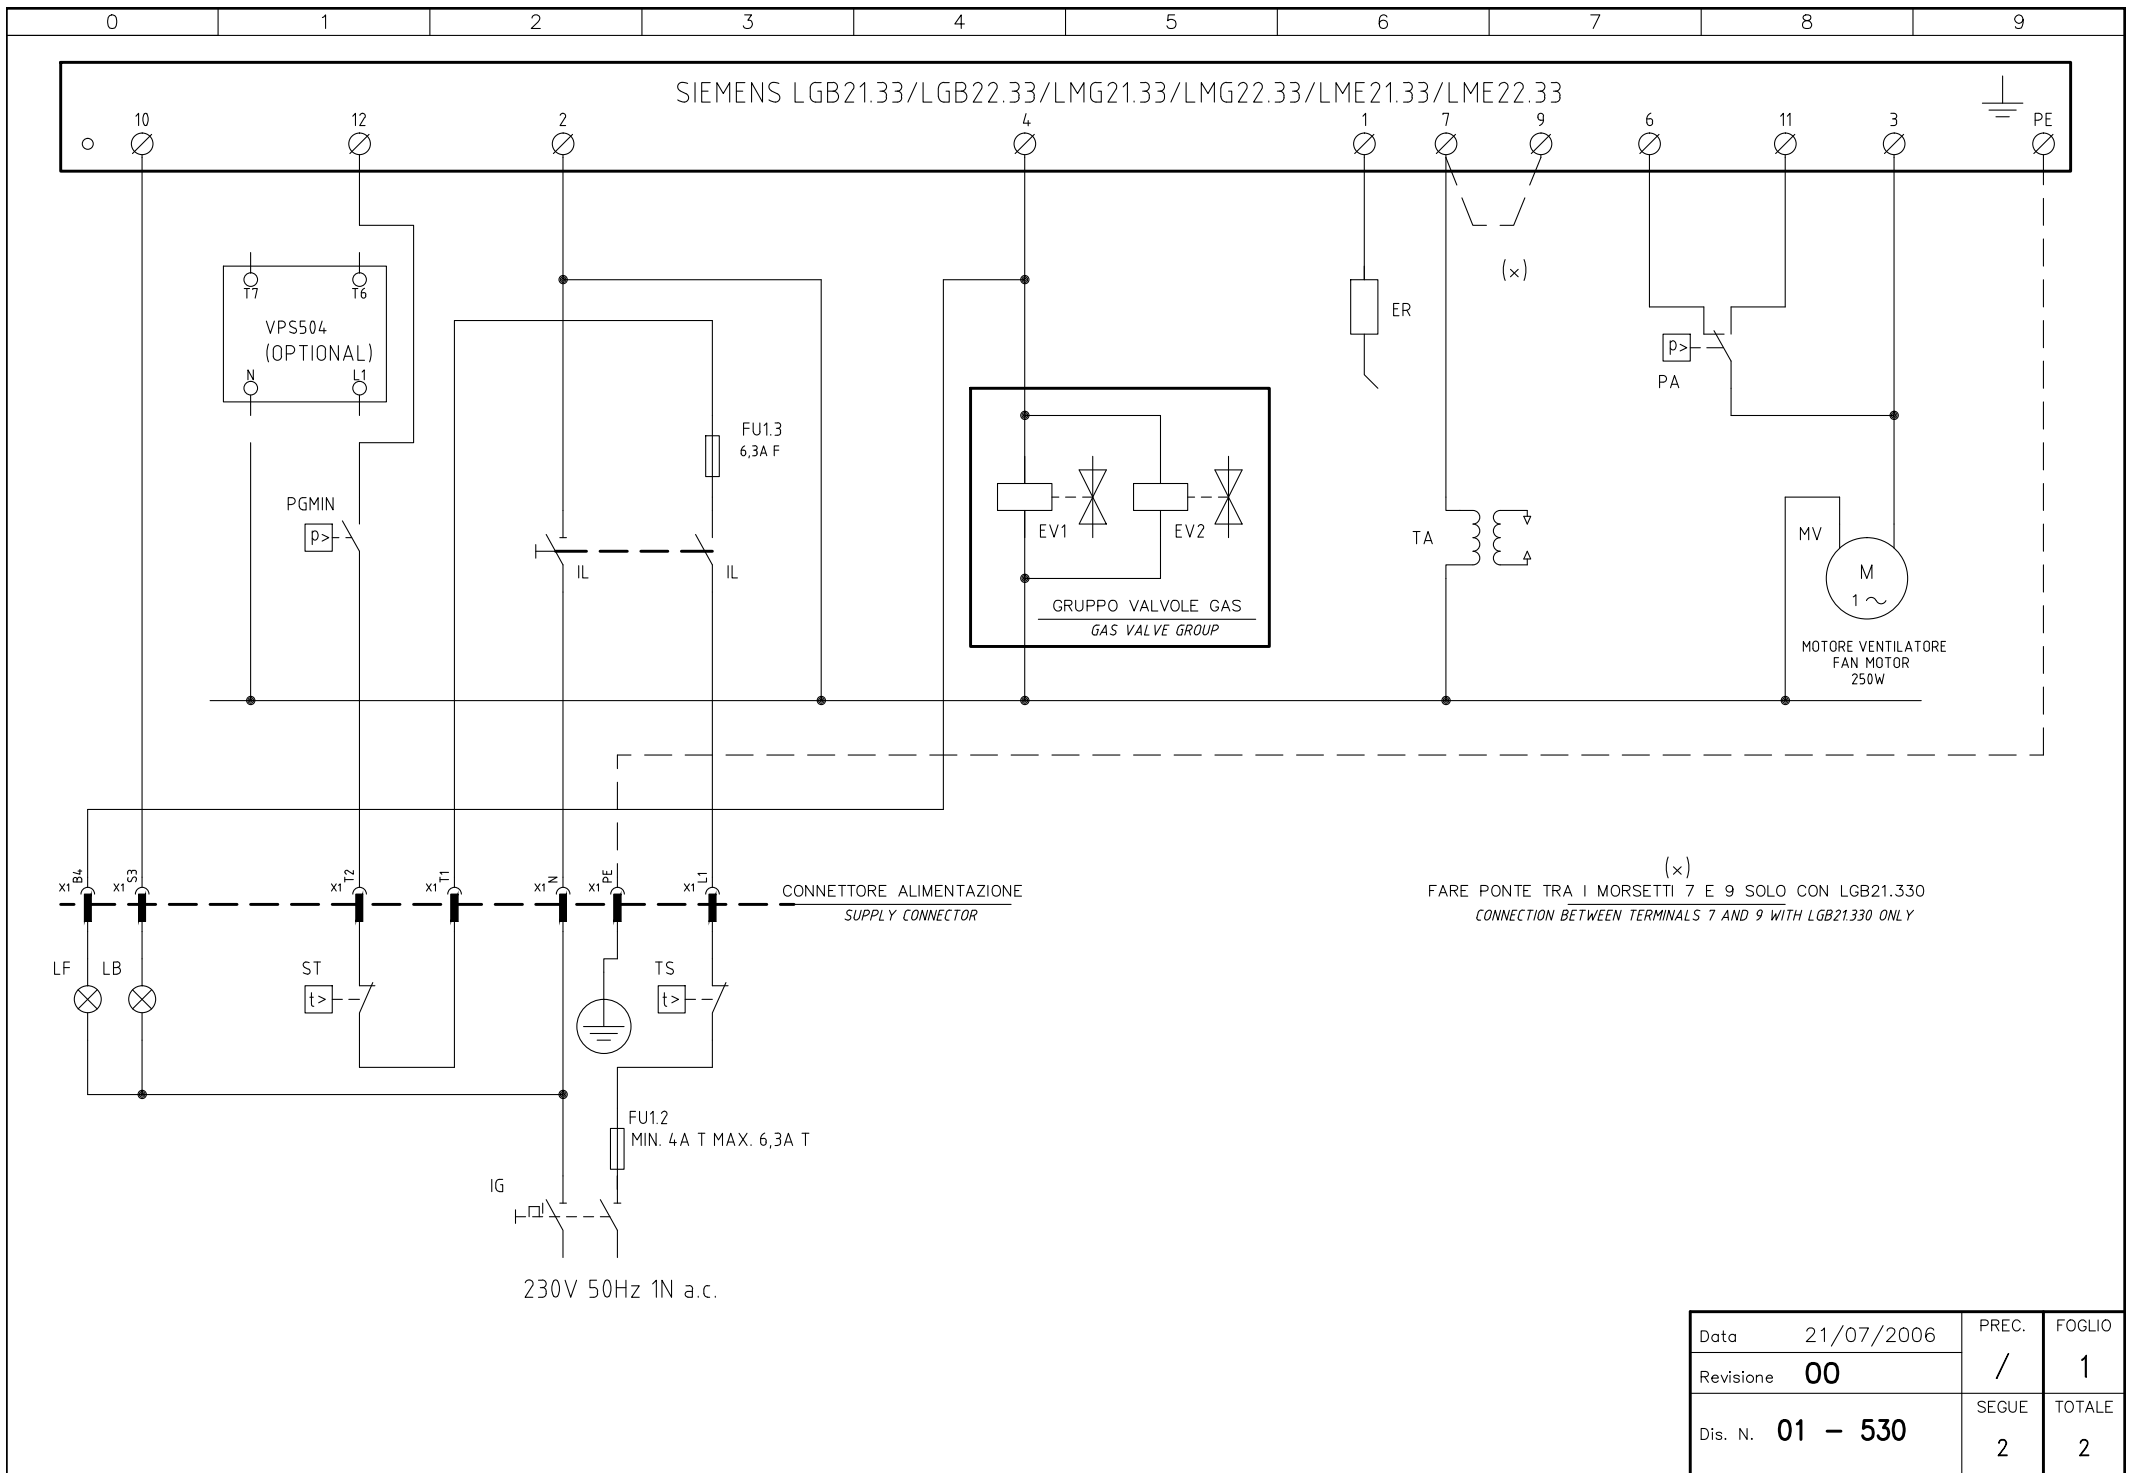 0 1 2 3 4 5 6 7 8 9
SIEMENS LGB21.33/LGB22.33/LMG21.33/LMG22.33/LME21.33/LME22.33
10 12 2 4 1 7 9 6 11 3 PE
T7 T6
VPS504
(OPTIONAL)
N L1
(x)
ER
p>
PA
FU1.3
6,3A F
PGMIN
p>
IL IL
EV1 EV2
GRUPPO VALVOLE GAS
GAS VALVE GROUP
TA
MV
M
1~
MOTORE VENTILATORE
FAN MOTOR
250W
X1 B4 X1 S3 X1 T2 X1 T1 X1 N X1 PE X1 L1
CONNETTORE ALIMENTAZIONE
SUPPLY CONNECTOR
(x)
FARE PONTE TRA I MORSETTI 7 E 9 SOLO CON LGB21.330
CONNECTION BETWEEN TERMINALS 7 AND 9 WITH LGB21330 ONLY
LF LB ST TS
t> t>
FU1.2
MIN. 4A T MAX. 6,3A T
IG
230V 50Hz 1N a.c.
Data 21/07/2006
PREC. FOGLIO
/ 1
Revisione 00
SEGUE TOTALE
Dis. N. 01 - 530
2 2